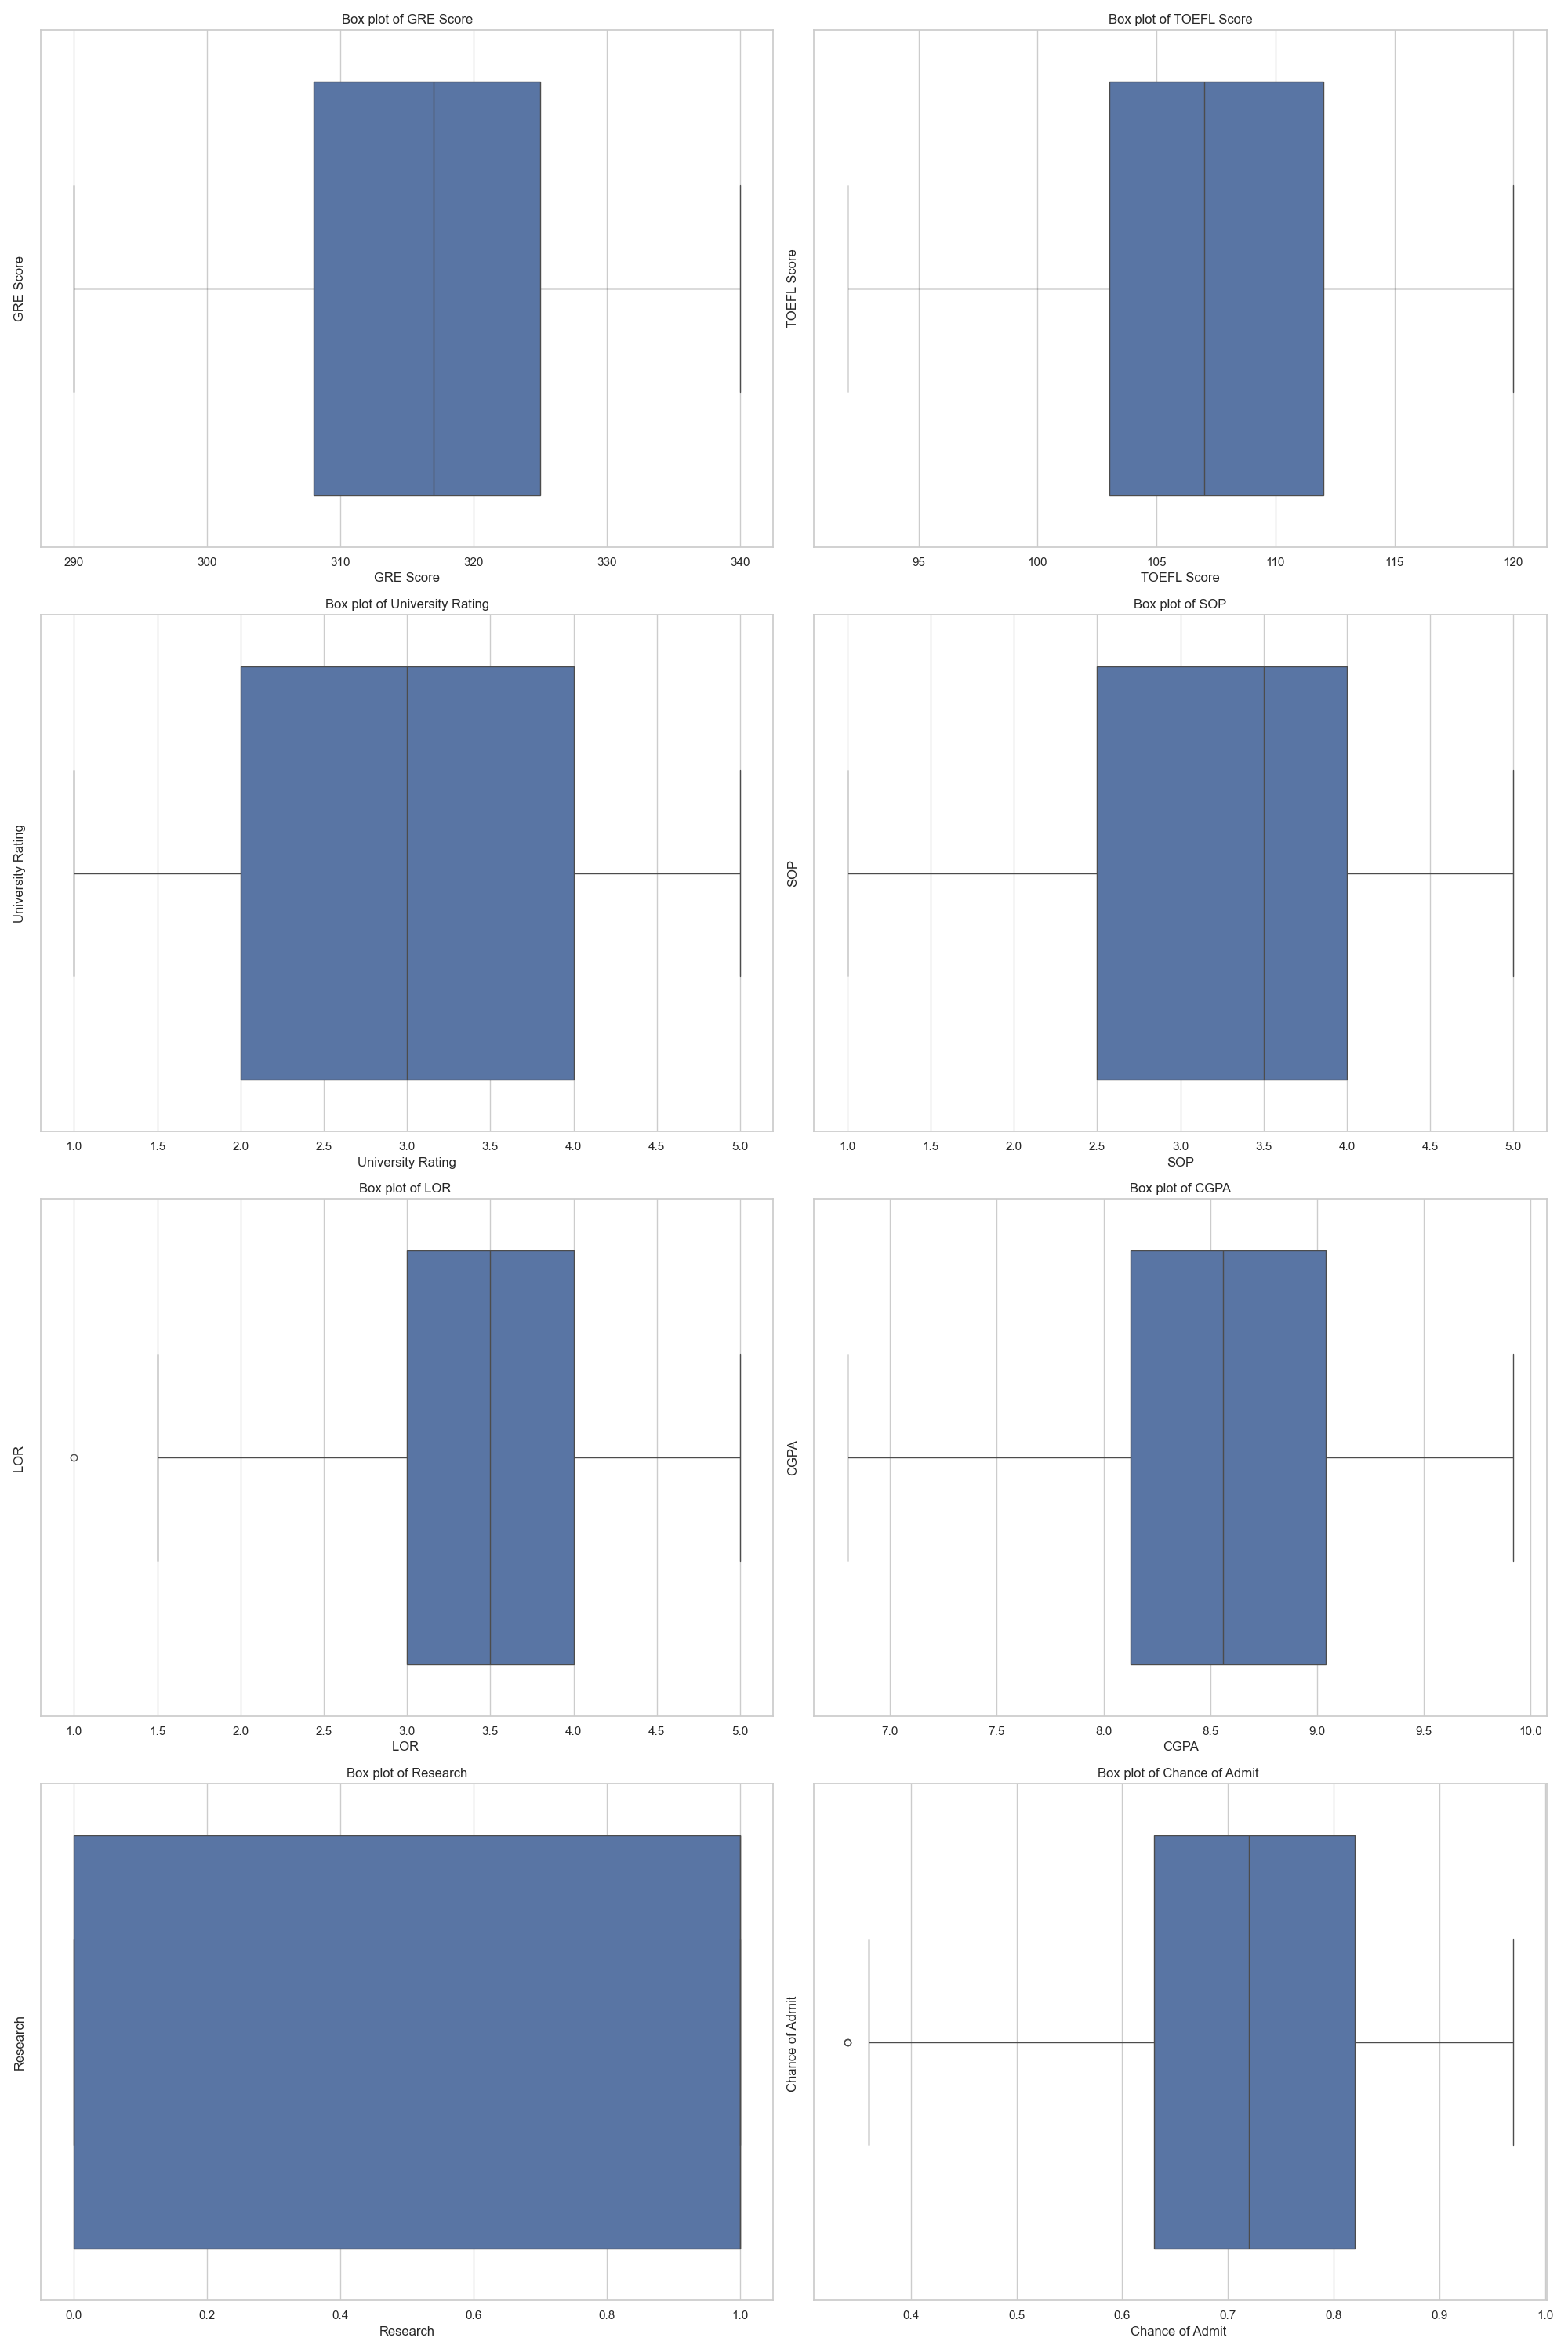 Box plot of GRE Score
GRE Score
290 300 310 320 330 340
GRE Score
Box plot of TOEFL Score
TOEFL Score
95 100 105 110 115 120
TOEFL Score
Box plot of University Rating
University Rating
1.0 1.5 2.0 2.5 3.0 3.5 4.0 4.5 5.0
University Rating
Box plot of SOP
SOP
1.0 1.5 2.0 2.5 3.0 3.5 4.0 4.5 5.0
SOP
Box plot of LOR
LOR
1.0 1.5 2.0 2.5 3.0 3.5 4.0 4.5 5.0
LOR
Box plot of CGPA
CGPA
7.0 7.5 8.0 8.5 9.0 9.5 10.0
CGPA
Box plot of Research
Research
0.0 0.2 0.4 0.6 0.8 1.0
Research
Box plot of Chance of Admit
Chance of Admit
0.4 0.5 0.6 0.7 0.8 0.9 1.0
Chance of Admit